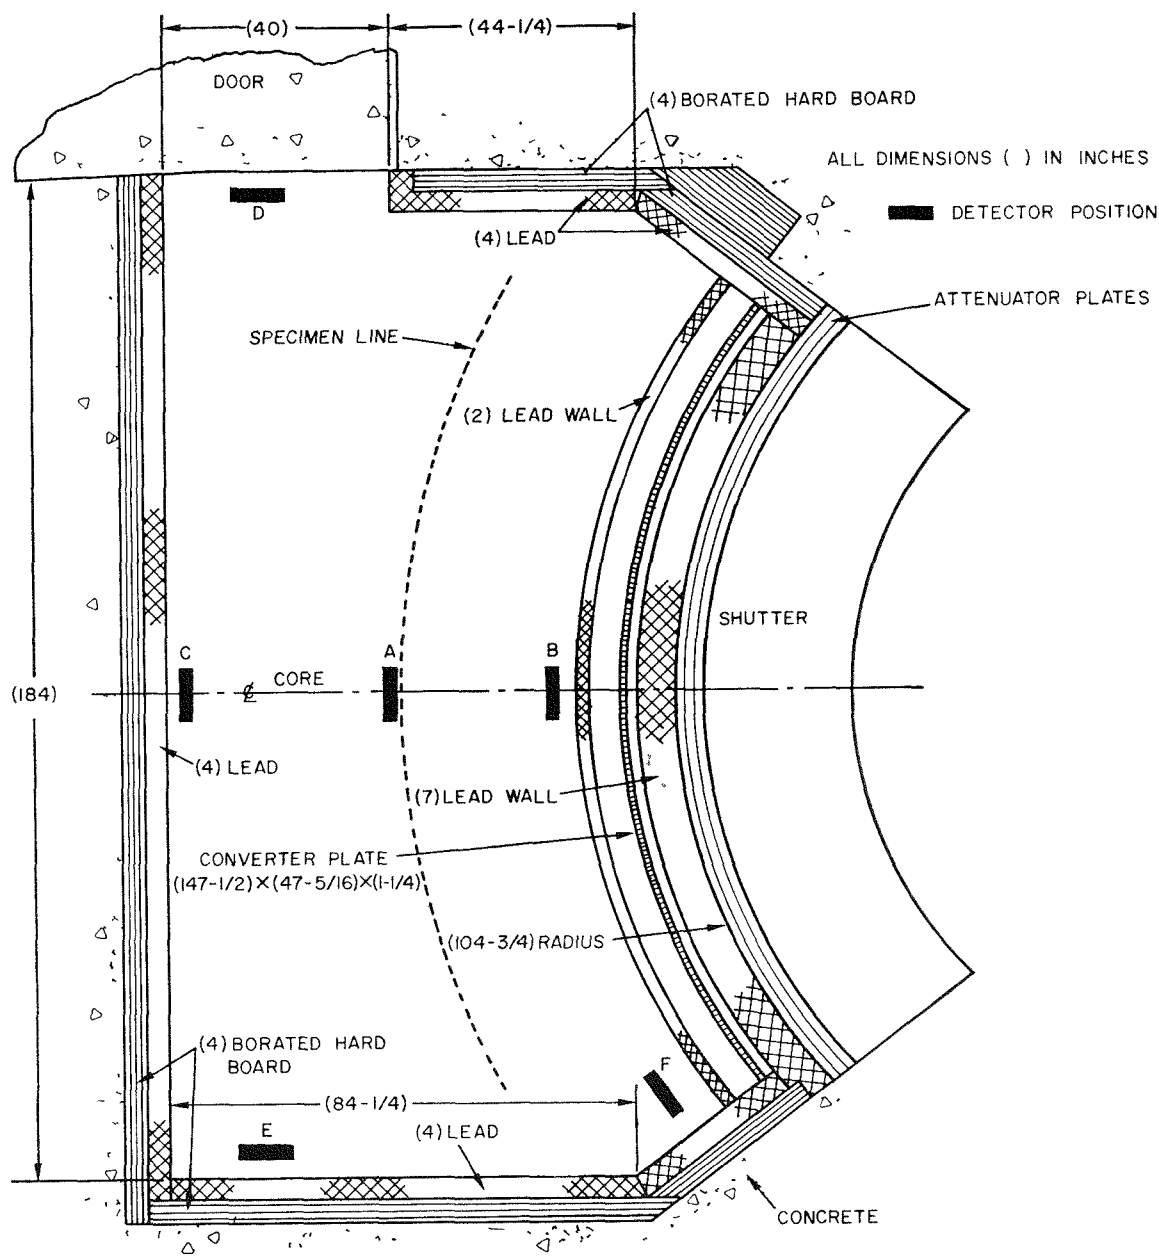 (40)
(44-1/4)
DOOR
(4) BORATED HARD BOARD
ALL DIMENSIONS ( ) IN INCHES
D
DETECTOR POSITION
(4) LEAD
ATTENUATOR PLATES
SPECIMEN LINE
(2) LEAD WALL
SHUTTER
C
A
B
(184)
℄
CORE
(4) LEAD
(7) LEAD WALL
CONVERTER PLATE
(147-1/2) × (47-5/16) × (1-1/4)
(104-3/4) RADIUS
(4) BORATED HARD
BOARD
F
(84-1/4)
E
(4) LEAD
CONCRETE